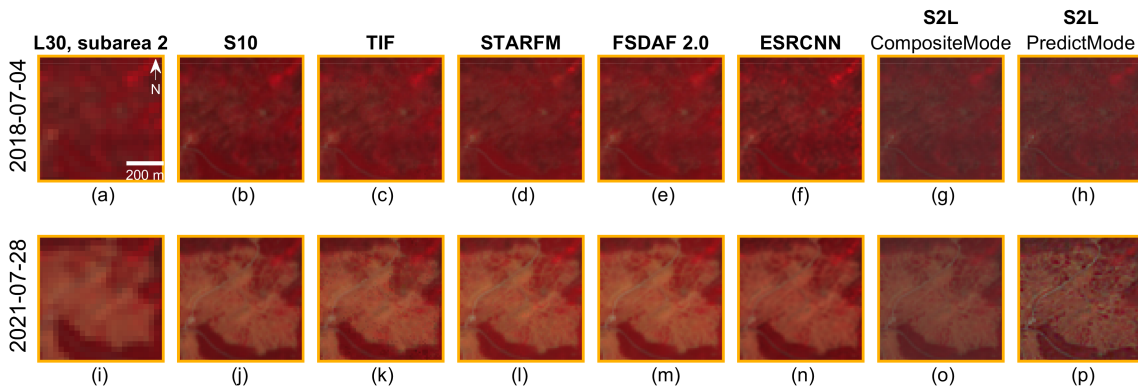 L30, subarea 2 S10 TIF STARFM FSDAF 2.0 ESRCNN S2L CompositeMode S2L PredictMode
2018-07-04
N
200 m
(a) (b) (c) (d) (e) (f) (g) (h)
2021-07-28
(i) (j) (k) (l) (m) (n) (o) (p)